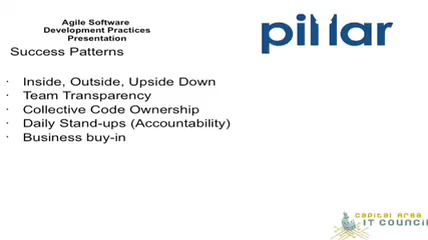 Agile Software
Development Practices
Presentation
pillar
Success Patterns
· Inside, Outside, Upside Down
· Team Transparency
· Collective Code Ownership
· Daily Stand-ups (Accountability)
· Business buy-in
CAPITAL AREA
IT COUNCIL